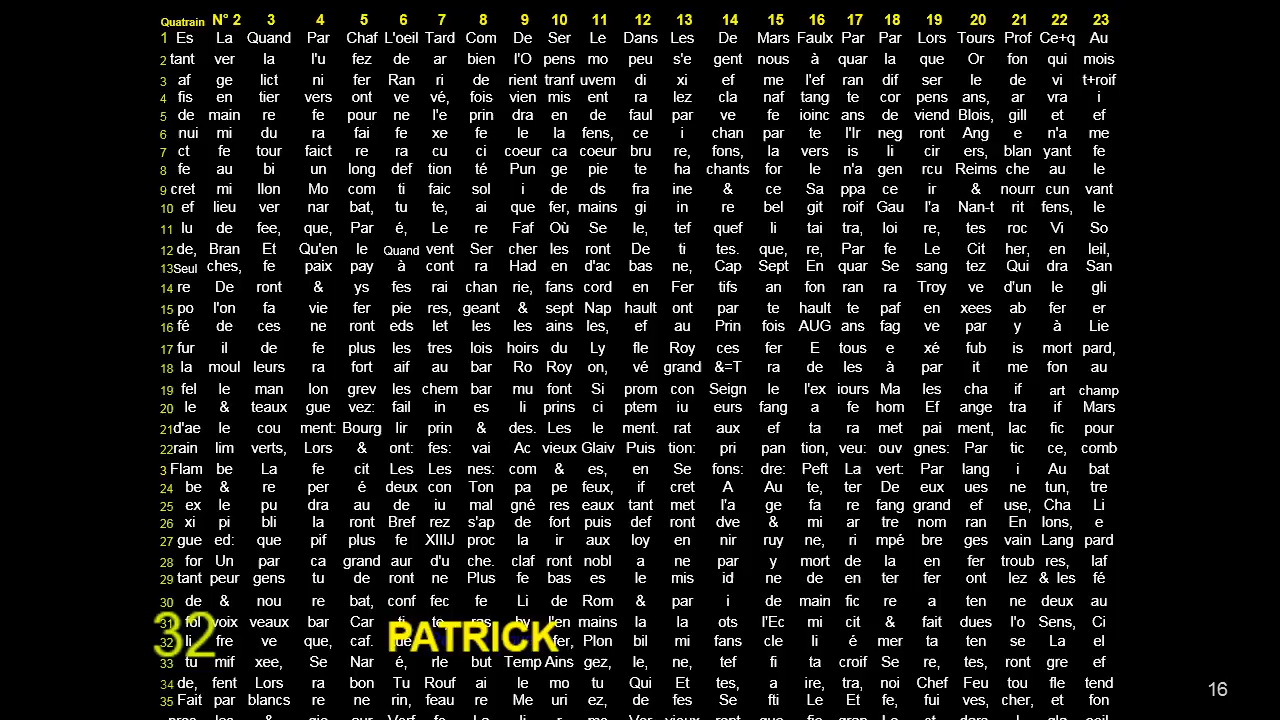 Quatrain N° 2 3 4 5 6 7 8 9 10 11 12 13 14 15 16 17 18 19 20 21 22 23
1 Es La Quand Par Chaf L'oeil Tard Com De Ser Le Dans Les De Mars Faulx Par Par Lors Tours Prof Ce+q Au
2 tant ver la l'u fez de ar bien l'O pens mo peu s'e gent nous à quar la que Or fon qui mois
3 af ge lict ni fer Ran ri de rient tranf uvem di xi ef me l'ef ran dif ser le de vi t+roif
4 fis en tier vers ont ve vé, fois vien mis ent ra lez cla naf tang te cor pens ans, ar vra i
5 de main re fe pour ne l'e prin dra en de faul par ve fe ioinc ans de viend Blois, gill et ef
6 nui mi du ra fai fe xe fe le la fens, ce i chan par te l'Ir neg ront Ang e n'a me
7 ct fe tour faict re ra cu ci coeur ca coeur bru re, fons, la vers is li cir ers, blan yant fe
8 fe au bi un long def tion té Pun ge pie te ha chants for le n'a gen rcu Reims che au le
9 cret mi llon Mo com ti faic sol i de ds fra ine & ce Sa ppa ce ir & nourr cun vant
10 ef lieu ver nar bat, tu te, ai que fer, mains gi in re bel git roif Gau l'a Nan-t rit fens, le
11 lu de fee, que, Par é, Le re Faf Où Se le, tef quef li tai tra, loi re, tes roc Vi So
12 de, Bran Et Qu'en le Quand vent Ser cher les ront De ti tes. que, re, Par fe Le Cit her, en leil,
13Seul ches, fe paix pay à cont ra Had en d'ac bas ne, Cap Sept En quar Se sang tez Qui dra San
14 re De ront & ys fes rai chan rie, fans cord en Fer tifs an fon ran ra Troy ve d'un le gli
15 po l'on fa vie fer pie res, geant & sept Nap hault ont par te hault te paf en xees ab fer er
16 fé de ces ne ront eds let les les ains les, ef au Prin fois AUG ans fag ve par y à Lie
17 fur il de fe plus les tres lois hoirs du Ly fle Roy ces fer E tous e xé fub is mort pard,
18 la moul leurs ra fort aif au bar Ro Roy on, vé grand &=T ra de les à par it me fon au
19 fel le man lon grev les chem bar mu font Si prom con Seign le l'ex iours Ma les cha if art champ
20 le & teaux gue vez: fail in es li prins ci ptem iu eurs fang a fe hom Ef ange tra if Mars
21d'ae le cou ment: Bourg lir prin & des. Les le ment. rat aux ef ta ra met pai ment, lac fic pour
22rain lim verts, Lors & ont: fes: vai Ac vieux Glaiv Puis tion: pri pan tion, veu: ouv gnes: Par tic ce, comb
3 Flam be La fe cit Les Les nes: com & es, en Se fons: dre: Peft La vert: Par lang i Au bat
24 be & re per é deux con Ton pa pe feux, if cret A Au te, ter De eux ues ne tun, tre
25 ex le pu dra au de iu mal gné res eaux tant met l'a ge fa re fang grand ef use, Cha Li
26 xi pi bli la ront Bref rez s'ap de fort puis def ront dve & mi ar tre nom ran En lons, e
27 gue ed: que pif plus fe XIIIJ proc la ir aux loy en nir ruy ne, ri mpé bre ges vain Lang pard
28 for Un par ca grand aur d'u che. claf ront nobl a ne par y mort de la en fer troub res, laf
29 tant peur gens tu de ront ne Plus fe bas es le mis id ne de en ter fer ont lez & les fé
30 de & nou re bat, conf fec fe Li de Rom & par i de main fic re a ten ne deux au
31 fol voix veaux bar Car l'en mains la la ots l'Ec mi cit & fait dues l'o Sens, Ci
32 PATRICK
32 li fre ve que, caf. fer, Plon bil mi fans cle li é mer ta ten se La el
33 tu mif xee, Se Nar é, rle but Temp Ains gez, le, ne, tef fi ta croif Se re, tes, ront gre ef
34 de, fent Lors ra bon Tu Rouf ai le mo tu Qui Et tes, a ire, tra, noi Chef Feu tou fle tend
16
35 Fait par blancs re ne rin, feau re Me uri ez, de fes Se fti Le Et fe, fui ves, cher, et fon